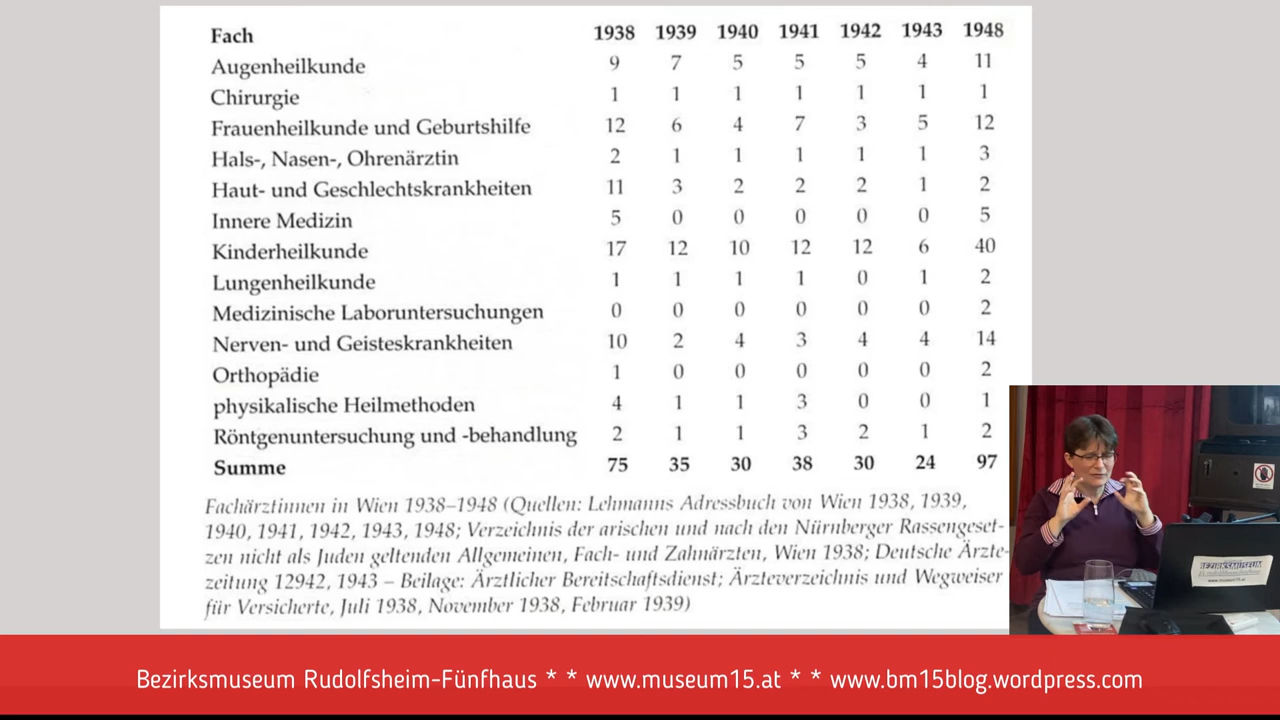 Fach 1938 1939 1940 1941 1942 1943 1948
Augenheilkunde 9 7 5 5 5 4 11
Chirurgie 1 1 1 1 1 1 1
Frauenheilkunde und Geburtshilfe 12 6 4 7 3 5 12
Hals-, Nasen-, Ohrenärztin 2 1 1 1 1 1 3
Haut- und Geschlechtskrankheiten 11 3 2 2 2 1 2
Innere Medizin 5 0 0 0 0 0 5
Kinderheilkunde 17 12 10 12 12 6 40
Lungenheilkunde 1 1 1 1 0 1 2
Medizinische Laboruntersuchungen 0 0 0 0 0 0 2
Nerven- und Geisteskrankheiten 10 2 4 3 4 4 14
Orthopädie 1 0 0 0 0 0 2
physikalische Heilmethoden 4 1 1 3 0 0 1
Röntgenuntersuchung und -behandlung 2 1 1 3 2 1 2
Summe 75 35 30 38 30 24 97
Fachärztinnen in Wien 1938–1948 (Quellen: Lehmanns Adressbuch von Wien 1938, 1939,
1940, 1941, 1942, 1943, 1948; Verzeichnis der arischen und nach den Nürnberger Rassengeset-
zen nicht als Juden geltenden Allgemeinen, Fach- und Zahnärzten, Wien 1938; Deutsche Ärzte-
zeitung 12942, 1943 – Beilage: Ärztlicher Bereitschaftsdienst; Ärzteverzeichnis und Wegweiser
für Versicherte, Juli 1938, November 1938, Februar 1939)
BEZIRKSMUSEUM
www.museum15.at
Bezirksmuseum Rudolfsheim-Fünfhaus * * www.museum15.at * * www.bm15blog.wordpress.com